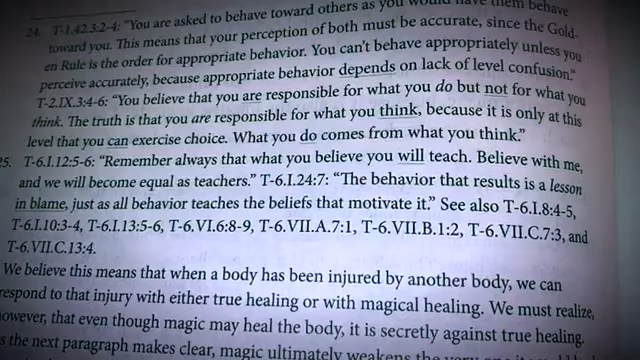 24. T-1.42.3:2-4: "You are asked to behave toward others as you would have them behave
toward you. This means that your perception of both must be accurate, since the Gold-
en Rule is the order for appropriate behavior. You can't behave appropriately unless you
perceive accurately, because appropriate behavior depends on lack of level confusion."
T-2.IX.3:4-6: "You believe that you are responsible for what you do but not for what you
think. The truth is that you are responsible for what you think, because it is only at this
level that you can exercise choice. What you do comes from what you think."
25. T-6.I.12:5-6: "Remember always that what you believe you will teach. Believe with me,
and we will become equal as teachers." T-6.I.24:7: "The behavior that results is a lesson
in blame, just as all behavior teaches the beliefs that motivate it." See also T-6.I.8:4-5,
T-6.I.10:3-4, T-6.I.13:5-6, T-6.VI.6:8-9, T-6.VII.A.7:1, T-6.VII.B.1:2, T-6.VII.C.7:3, and
T-6.VII.C.13:4.
We believe this means that when a body has been injured by another body, we can
respond to that injury with either true healing or with magical healing. We must realize,
however, that even though magic may heal the body, it is secretly against true healing.
As the next paragraph makes clear, magic ultimately weakens the very